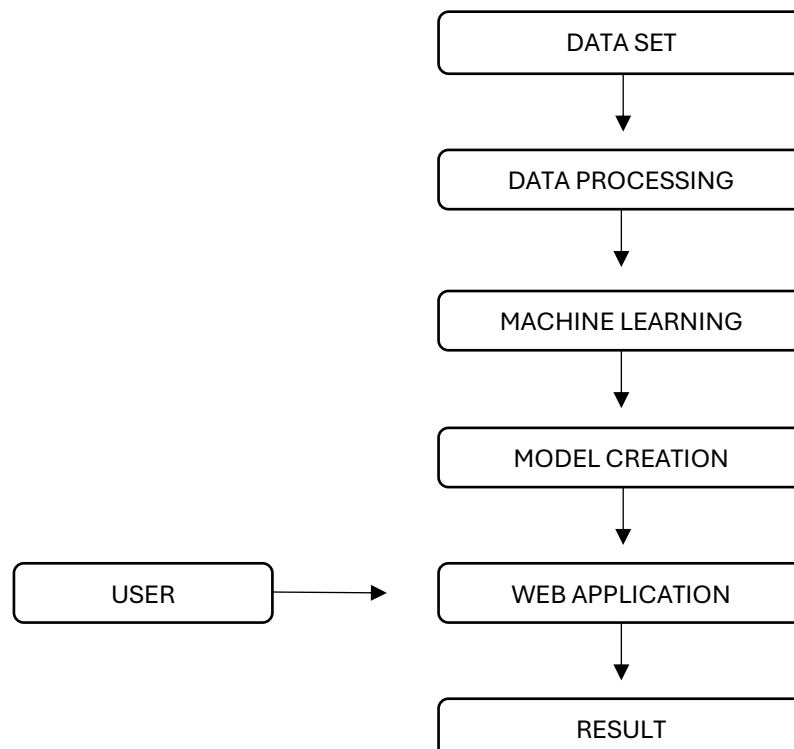 DATA SET
DATA PROCESSING
MACHINE LEARNING
MODEL CREATION
USER
WEB APPLICATION
RESULT